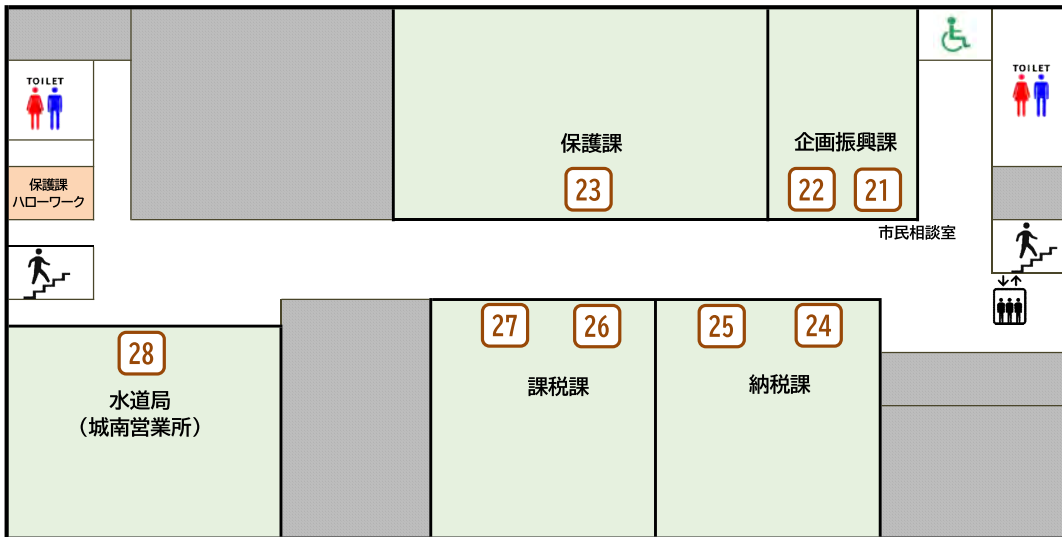 TOILET
TOILET
保護課
企画振興課
23
22
21
保護課
ハローワーク
市民相談室
27
26
25
24
28
課税課
納税課
水道局
（城南営業所）